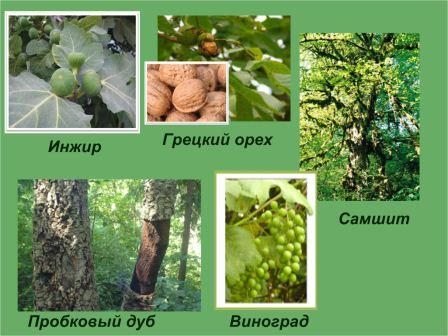 Инжир
Грецкий орех
Самшит
Пробковый дуб
Виноград